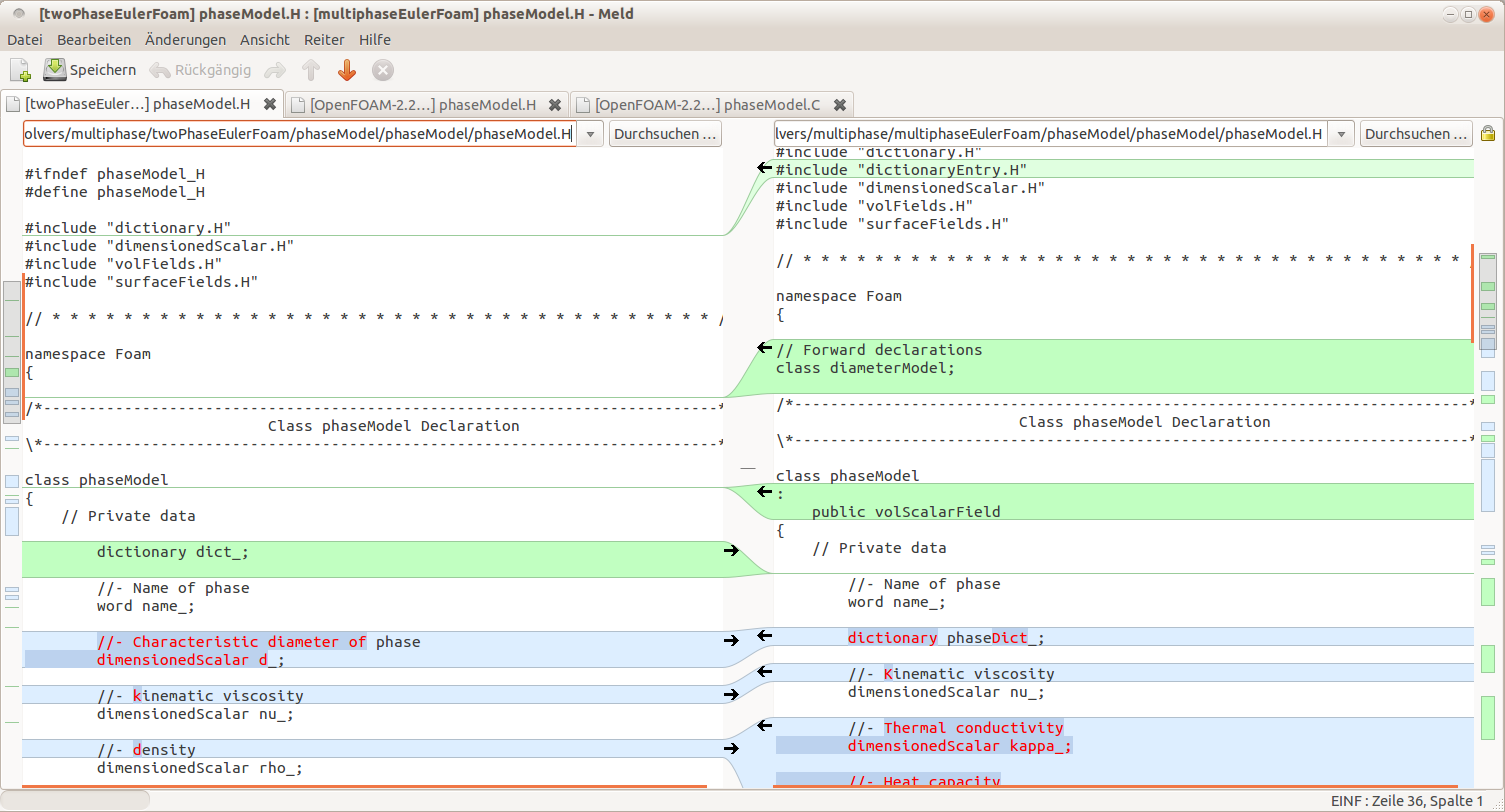 [twoPhaseEulerFoam] phaseModel.H : [multiphaseEulerFoam] phaseModel.H - Meld
Datei Bearbeiten Änderungen Ansicht Reiter Hilfe
Speichern Rückgängig
[twoPhaseEuler...] phaseModel.H [OpenFOAM-2.2...] phaseModel.H [OpenFOAM-2.2...] phaseModel.C
olvers/multiphase/twoPhaseEulerFoam/phaseModel/phaseModel/phaseModel.H Durchsuchen ...
#ifndef phaseModel_H
#define phaseModel_H
#include "dictionary.H"
#include "dimensionedScalar.H"
#include "volFields.H"
#include "surfaceFields.H"
// * * * * * * * * * * * * * * * * * * * * * * * * * * * * * * * * * * * * * /
namespace Foam
{
/*---------------------------------------------------------------------------*
Class phaseModel Declaration
\*---------------------------------------------------------------------------*
class phaseModel
{
// Private data
dictionary dict_;
//- Name of phase
word name_;
//- Characteristic diameter of phase
dimensionedScalar d_;
//- kinematic viscosity
dimensionedScalar nu_;
//- density
dimensionedScalar rho_;
lvers/multiphase/multiphaseEulerFoam/phaseModel/phaseModel/phaseModel.H Durchsuchen ...
#include "dictionary.H"
#include "dictionaryEntry.H"
#include "dimensionedScalar.H"
#include "volFields.H"
#include "surfaceFields.H"
// * * * * * * * * * * * * * * * * * * * * * * * * * * * * * * * * * * * * *
namespace Foam
{
// Forward declarations
class diameterModel;
/*---------------------------------------------------------------------------*
Class phaseModel Declaration
\*---------------------------------------------------------------------------*
class phaseModel
:
public volScalarField
{
// Private data
//- Name of phase
word name_;
dictionary phaseDict_;
//- Kinematic viscosity
dimensionedScalar nu_;
//- Thermal conductivity
dimensionedScalar kappa_;
//- Heat capacity
EINF : Zeile 36, Spalte 1